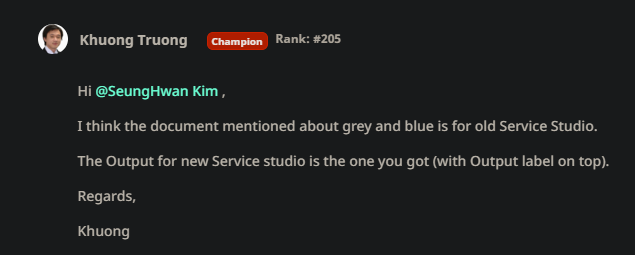 Khuong Truong Champion Rank: #205
Hi @SeungHwan Kim ,
I think the document mentioned about grey and blue is for old Service Studio.
The Output for new Service studio is the one you got (with Output label on top).
Regards,
Khuong